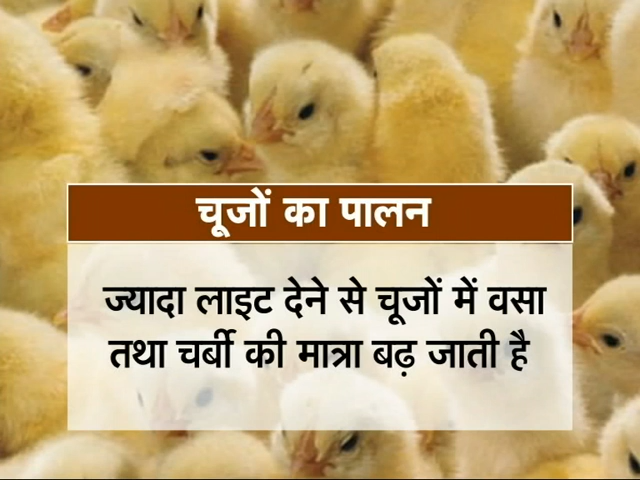 चूजों का पालन
ज्यादा लाइट देने से चूजों में वसा
तथा चर्बी की मात्रा बढ़ जाती है